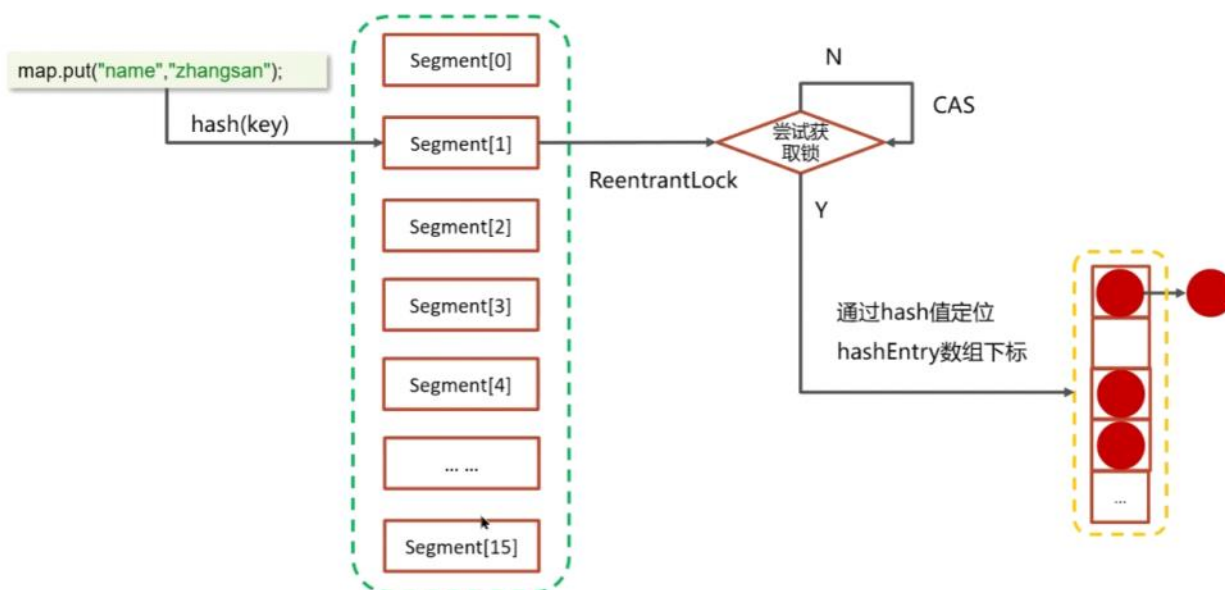 map.put("name","zhangsan");
hash(key)
Segment[0]
Segment[1]
Segment[2]
Segment[3]
Segment[4]
... ...
Segment[15]
ReentrantLock
尝试获
取锁
N
CAS
Y
通过hash值定位
hashEntry数组下标
...